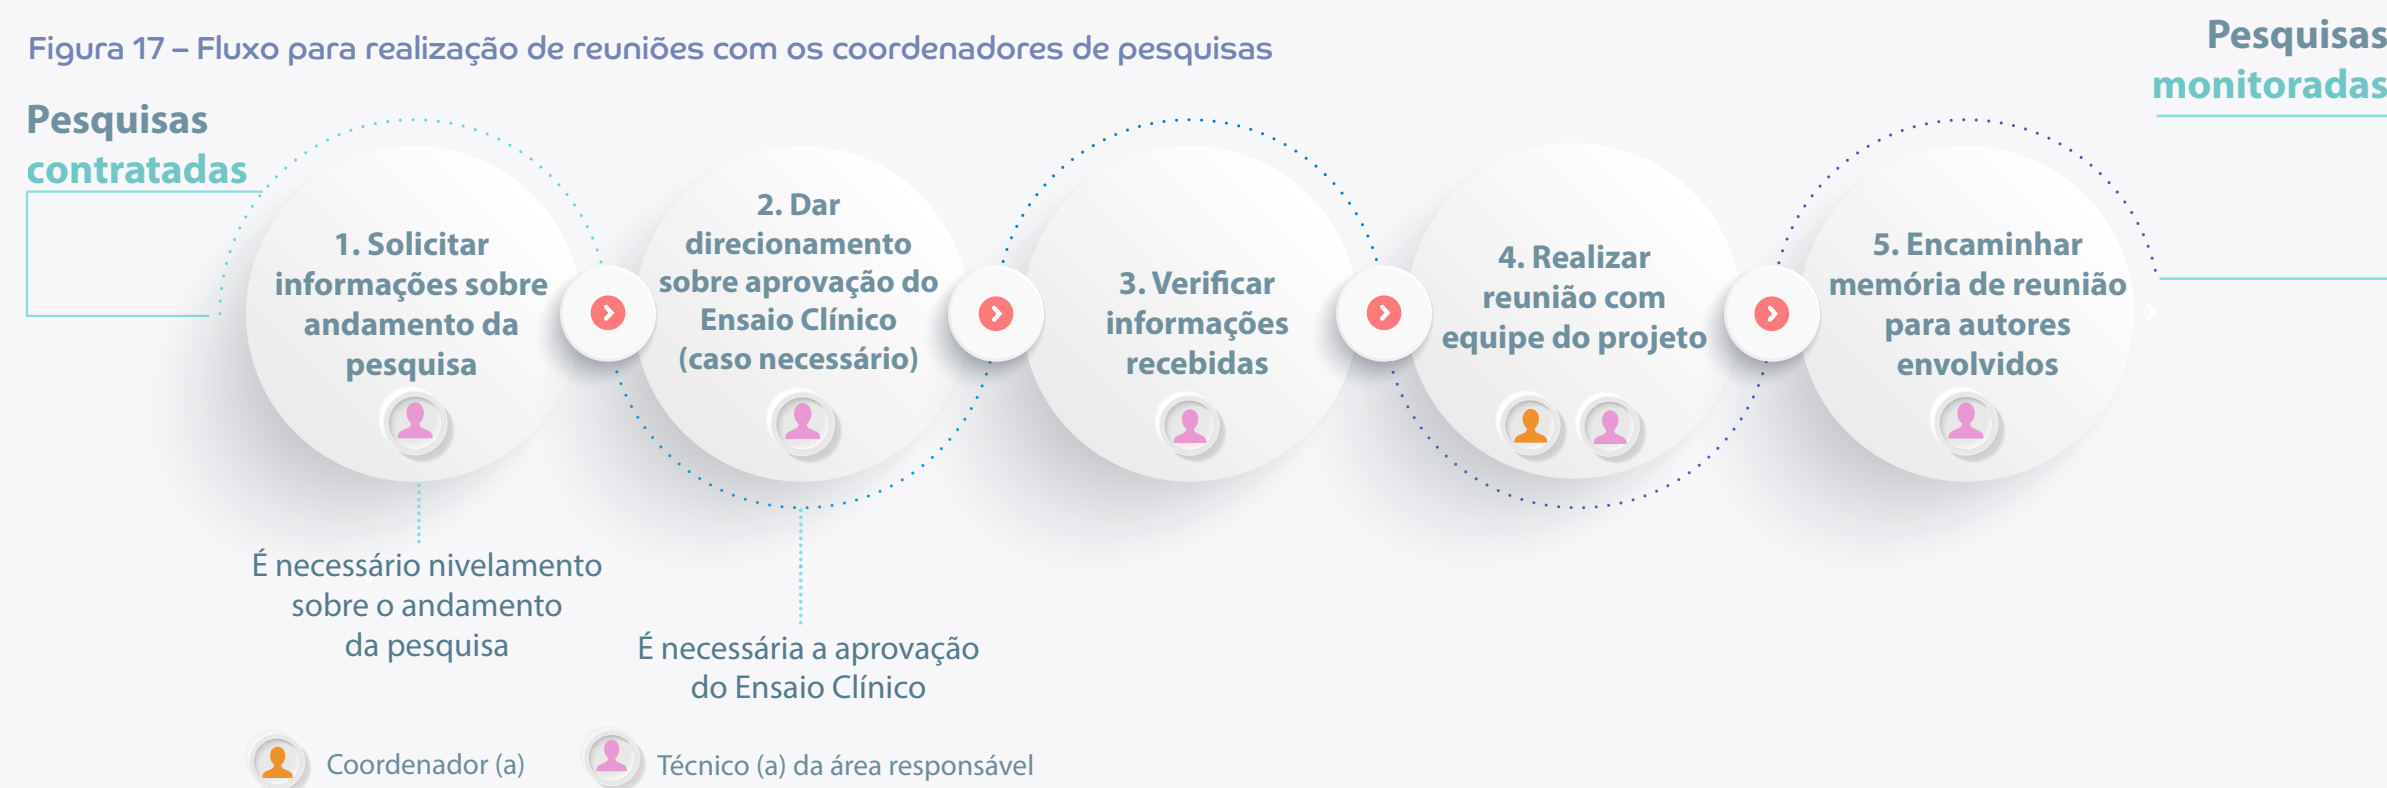 Figura 17 – Fluxo para realização de reuniões com os coordenadores de pesquisas
Pesquisas
contratadas
1. Solicitar
informações sobre
andamento da
pesquisa
2. Dar
direcionamento
sobre aprovação do
Ensaio Clínico
(caso necessário)
3. Verificar
informações
recebidas
4. Realizar
reunião com
equipe do projeto
5. Encaminhar
memória de reunião
para autores
envolvidos
Pesquisas
monitoradas
É necessário nivelamento
sobre o andamento
da pesquisa
É necessária a aprovação
do Ensaio Clínico
Coordenador (a)
Técnico (a) da área responsável